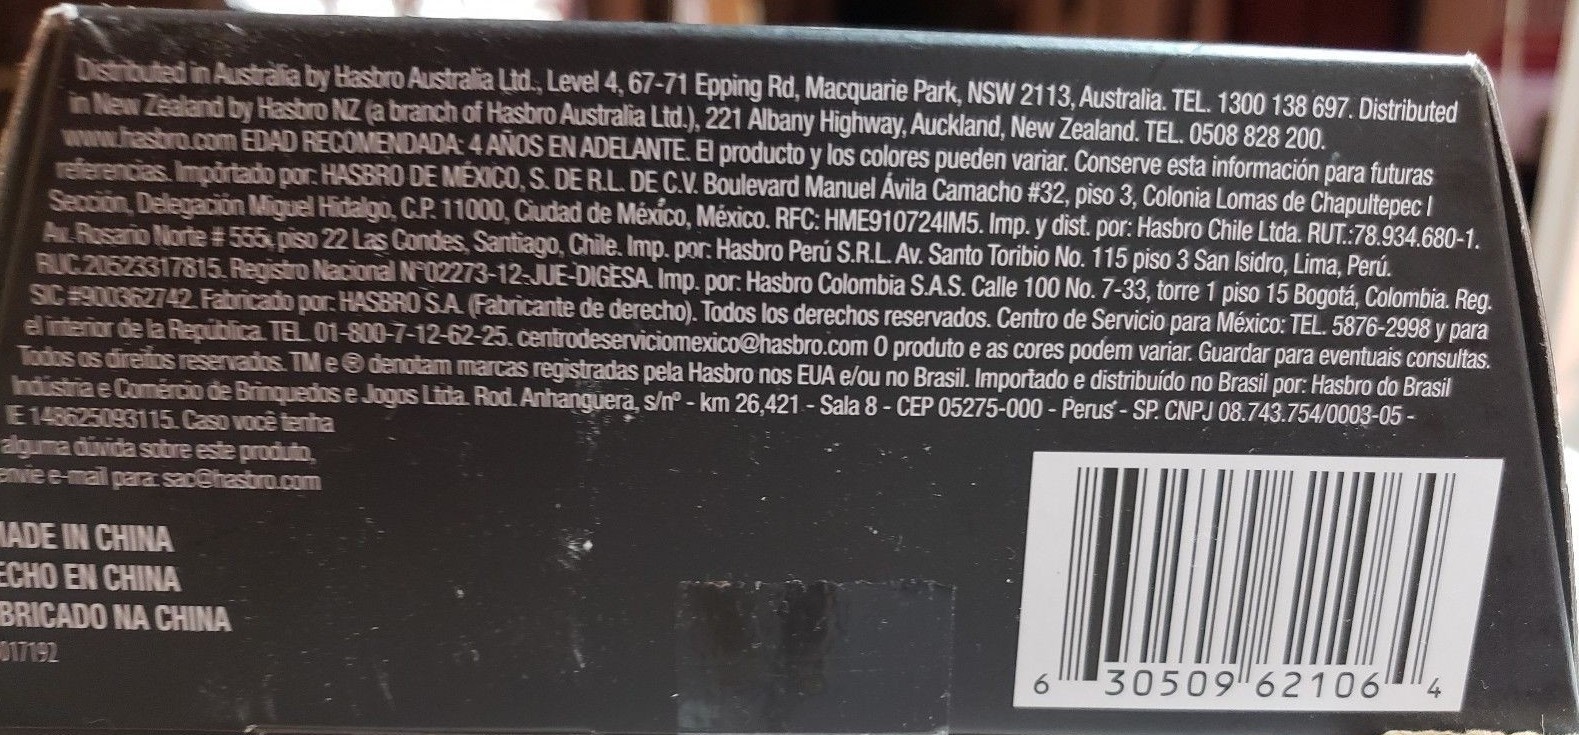 Distributed in Australia by Hasbro Australia Ltd., Level 4, 67-71 Epping Rd, Macquarie Park, NSW 2113, Australia. TEL. 1300 138 697. Distributed
in New Zealand by Hasbro NZ (a branch of Hasbro Australia Ltd.), 221 Albany Highway, Auckland, New Zealand. TEL. 0508 828 200.
www.hasbro.com EDAD RECOMENDADA: 4 AÑOS EN ADELANTE. El producto y los colores pueden variar. Conserve esta información para futuras
referencias. Importado por: HASBRO DE MÉXICO, S. DE R.L. DE C.V. Boulevard Manuel Ávila Camacho #32, piso 3, Colonia Lomas de Chapultepec I
Sección, Delegación Miguel Hidalgo, C.P. 11000, Ciudad de México, México. RFC: HME910724IM5. Imp. y dist. por: Hasbro Chile Ltda. RUT.:78.934.680-1.
Av. Rosario Norte # 555, piso 22 Las Condes, Santiago, Chile. Imp. por: Hasbro Perú S.R.L. Av. Santo Toribio No. 115 piso 3 San Isidro, Lima, Perú.
RUC.20523317815. Registro Nacional Nº 02273-12-JUE-DIGESA. Imp. por: Hasbro Colombia S.A.S. Calle 100 No. 7-33, torre 1 piso 15 Bogotá, Colombia. Reg.
SIC #900362742. Fabricado por: HASBRO S.A. (Fabricante de derecho). Todos los derechos reservados. Centro de Servicio para México: TEL. 5876-2998 y para
el interior de la República. TEL. 01-800-7-12-62-25. centrodeserviciomexico@hasbro.com O produto e as cores podem variar. Guardar para eventuais consultas.
Todos os direitos reservados. TM e ® denotam marcas registradas pela Hasbro nos EUA e/ou no Brasil. Importado e distribuído no Brasil por: Hasbro do Brasil
Indústria e Comércio de Brinquedos e Jogos Ltda. Rod. Anhanguera, s/nº - km 26,421 - Sala 8 - CEP 05275-000 - Perus - SP. CNPJ 08.743.754/0003-05 -
IE 148625093115. Caso você tenha
alguma dúvida sobre este produto,
envie e-mail para: sac@hasbro.com
MADE IN CHINA
ECHO EN CHINA
BRICADO NA CHINA
017192
6 30509 62106 4